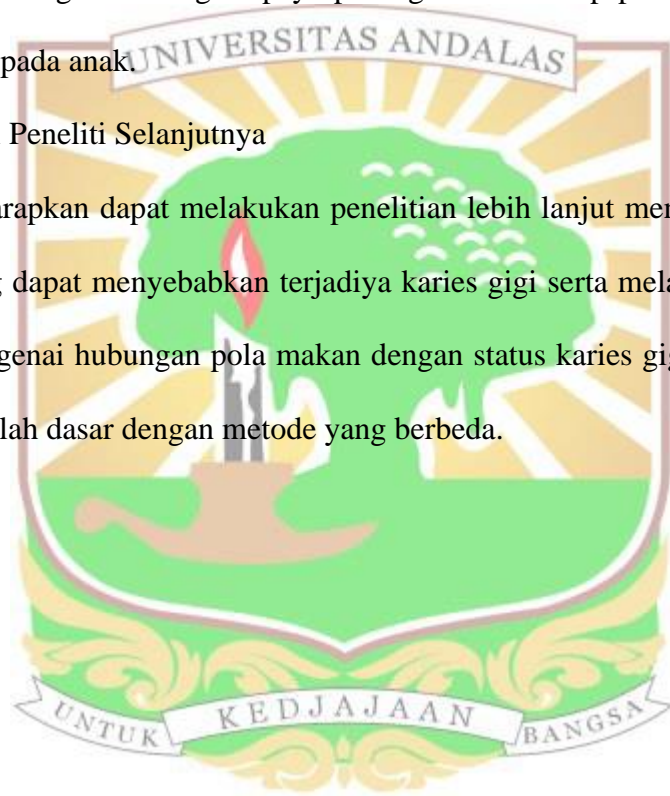 UNIVERSITAS ANDALAS
pada anak.
Peneliti Selanjutnya
arapkan dapat melakukan penelitian lebih lanjut mer
dapat menyebabkan terjadiya karies gigi serta mela
genai hubungan pola makan dengan status karies gig
lah dasar dengan metode yang berbeda.
UNTUK KEDJAJAAN BANGSA